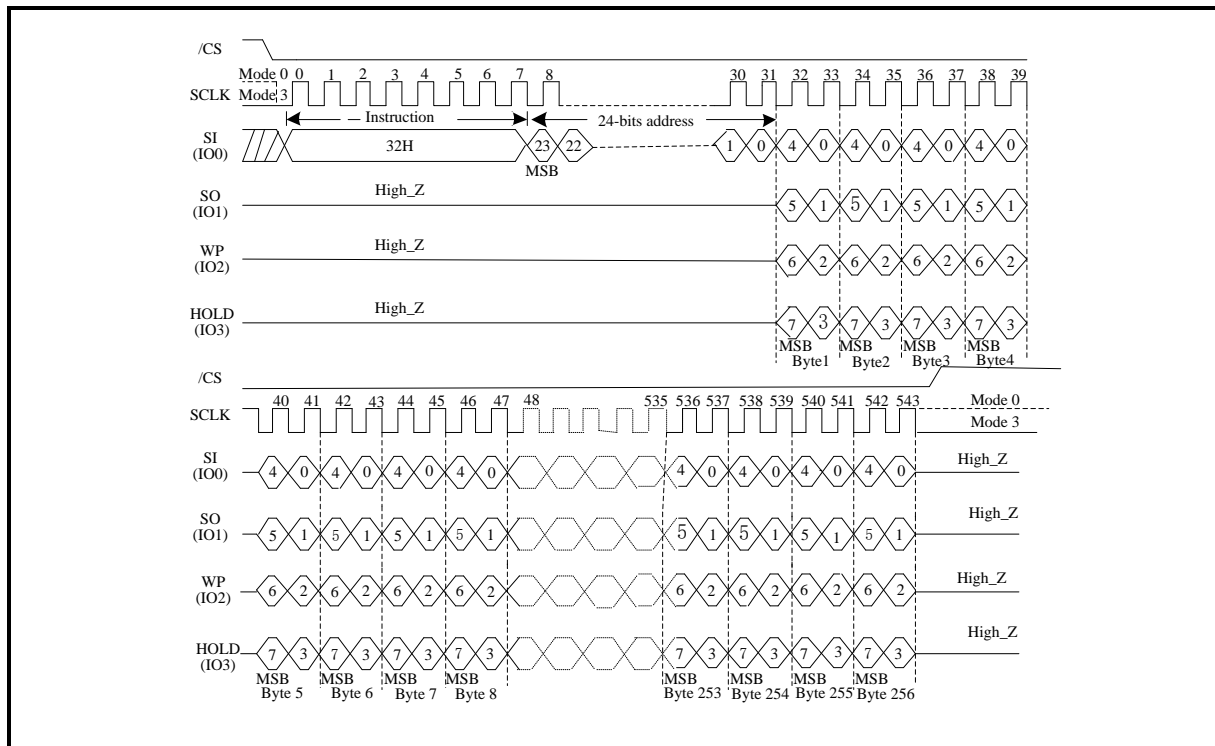 /CS
Mode 0 0 1 2 3 4 5 6 7 8 30 31 32 33 34 35 36 37 38 39
SCLK Mode 3
Instruction 24-bits address
SI
(IO0) 32H 23 22 1 0 4 0 4 0 4 0 4 0
MSB
SO
(IO1) High_Z 5 1 5 1 5 1 5 1
WP
(IO2) High_Z 6 2 6 2 6 2 6 2
HOLD
(IO3) High_Z 7 3 7 3 7 3 7 3
MSB MSB MSB MSB
Byte1 Byte2 Byte3 Byte4
/CS
SCLK 40 41 42 43 44 45 46 47 48 535 536 537 538 539 540 541 542 543 Mode 0
Mode 3
SI
(IO0) 4 0 4 0 4 0 4 0 4 0 4 0 4 0 4 0 High_Z
SO
(IO1) 5 1 5 1 5 1 5 1 5 1 5 1 5 1 5 1 High_Z
WP
(IO2) 6 2 6 2 6 2 6 2 6 2 6 2 6 2 6 2 High_Z
HOLD
(IO3) 7 3 7 3 7 3 7 3 7 3 7 3 7 3 7 3 High_Z
MSB MSB MSB MSB MSB MSB MSB MSB
Byte 5 Byte 6 Byte 7 Byte 8 Byte 253 Byte 254 Byte 255 Byte 256